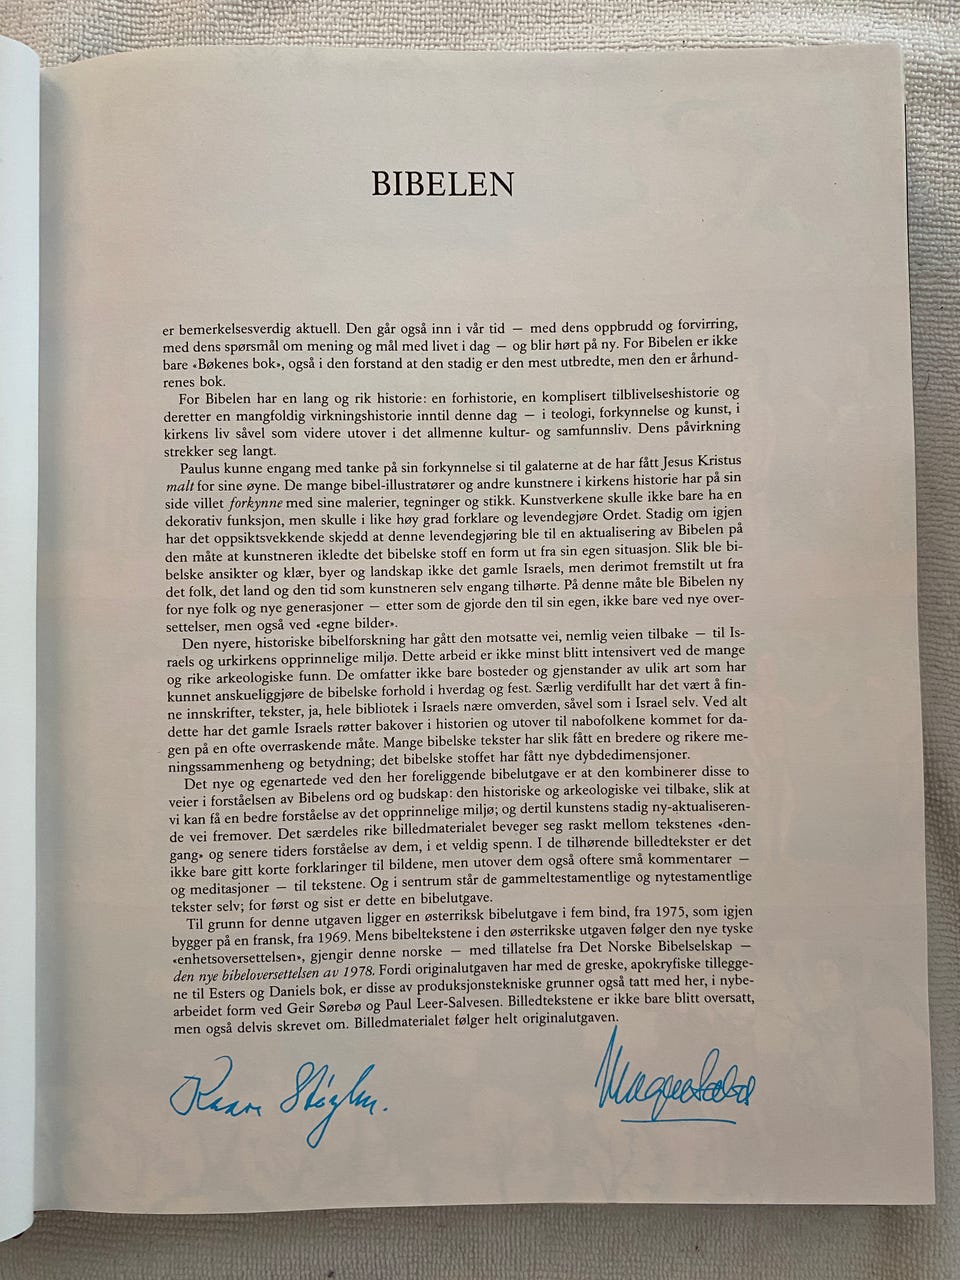 BIBELEN
er bemerkelsesverdig aktuell. Den går også inn i vår tid — med dens oppbrudd og forvirring,
med dens spørsmål om mening og mål med livet i dag — og blir hørt på ny. For Bibelen er ikke
bare «Bøkenes bok», også i den forstand at den stadig er den mest utbredte, men den er århund-
renes bok.
For Bibelen har en lang og rik historie: en forhistorie, en komplisert tilblivelseshistorie og
deretter en mangfoldig virkningshistorie inntil denne dag — i teologi, forkynnelse og kunst, i
kirkens liv såvel som videre utover i det allmenne kultur- og samfunnsliv. Dens påvirkning
strekker seg langt.
Paulus kunne engang med tanke på sin forkynnelse si til galaterne at de har fått Jesus Kristus
malt for sine øyne. De mange bibel-illustratører og andre kunstnere i kirkens historie har på sin
side villet forkynne med sine malerier, tegninger og stikk. Kunstverkene skulle ikke bare ha en
dekorativ funksjon, men skulle i like høy grad forklare og levendegjøre Ordet. Stadig om igjen
har det oppsiktsvekkende skjedd at denne levendegjøring ble til en aktualisering av Bibelen på
den måte at kunstneren ikledte det bibelske stoff en form ut fra sin egen situasjon. Slik ble bi-
belske ansikter og klær, byer og landskap ikke det gamle Israels, men derimot fremstilt ut fra
det folk, det land og den tid som kunstneren selv engang tilhørte. På denne måte ble Bibelen ny
for nye folk og nye generasjoner — etter som de gjorde den til sin egen, ikke bare ved nye over-
settelser, men også ved «egne bilder».
Den nyere, historiske bibelforskning har gått den motsatte vei, nemlig veien tilbake — til Is-
raels og urkirkens opprinnelige miljø. Dette arbeid er ikke minst blitt intensivert ved de mange
og rike arkeologiske funn. De omfatter ikke bare bosteder og gjenstander av ulik art som har
kunnet anskueliggjøre de bibelske forhold i hverdag og fest. Særlig verdifullt har det vært å fin-
ne innskrifter, tekster, ja, hele bibliotek i Israels nære omverden, såvel som i Israel selv. Ved alt
dette har det gamle Israels røtter bakover i historien og utover til nabofolkene kommet for da-
gen på en ofte overraskende måte. Mange bibelske tekster har slik fått en bredere og rikere me-
ningssammenheng og betydning; det bibelske stoffet har fått nye dybdedimensjoner.
Det nye og egenartede ved den her foreliggende bibelutgave er at den kombinerer disse to
veier i forståelsen av Bibelens ord og budskap: den historiske og arkeologiske vei tilbake, slik at
vi kan få en bedre forståelse av det opprinnelige miljø; og dertil kunstens stadig ny-aktualiseren-
de vei fremover. Det særdeles rike billedmaterialet beveger seg raskt mellom tekstenes «den-
gang» og senere tiders forståelse av dem, i et veldig spenn. I de tilhørende billedtekster er det
ikke bare gitt korte forklaringer til bildene, men utover dem også oftere små kommentarer —
og meditasjoner — til tekstene. Og i sentrum står de gammeltestamentlige og nytestamentlige
tekster selv; for først og sist er dette en bibelutgave.
Til grunn for denne utgaven ligger en østerriksk bibelutgave i fem bind, fra 1975, som igjen
bygger på en fransk, fra 1969. Mens bibeltekstene i den østerrikske utgaven følger den nye tyske
«enhetsoversettelsen», gjengir denne norske — med tillatelse fra Det Norske Bibelselskap —
den nye bibeloversettelsen av 1978. Fordi originalutgaven har med de greske, apokryfiske tillegge-
ne til Esters og Daniels bok, er disse av produksjonstekniske grunner også tatt med her, i nybe-
arbeidet form ved Geir Sørebø og Paul Leer-Salvesen. Billedtekstene er ikke bare blitt oversatt,
men også delvis skrevet om. Billedmaterialet følger helt originalutgaven.